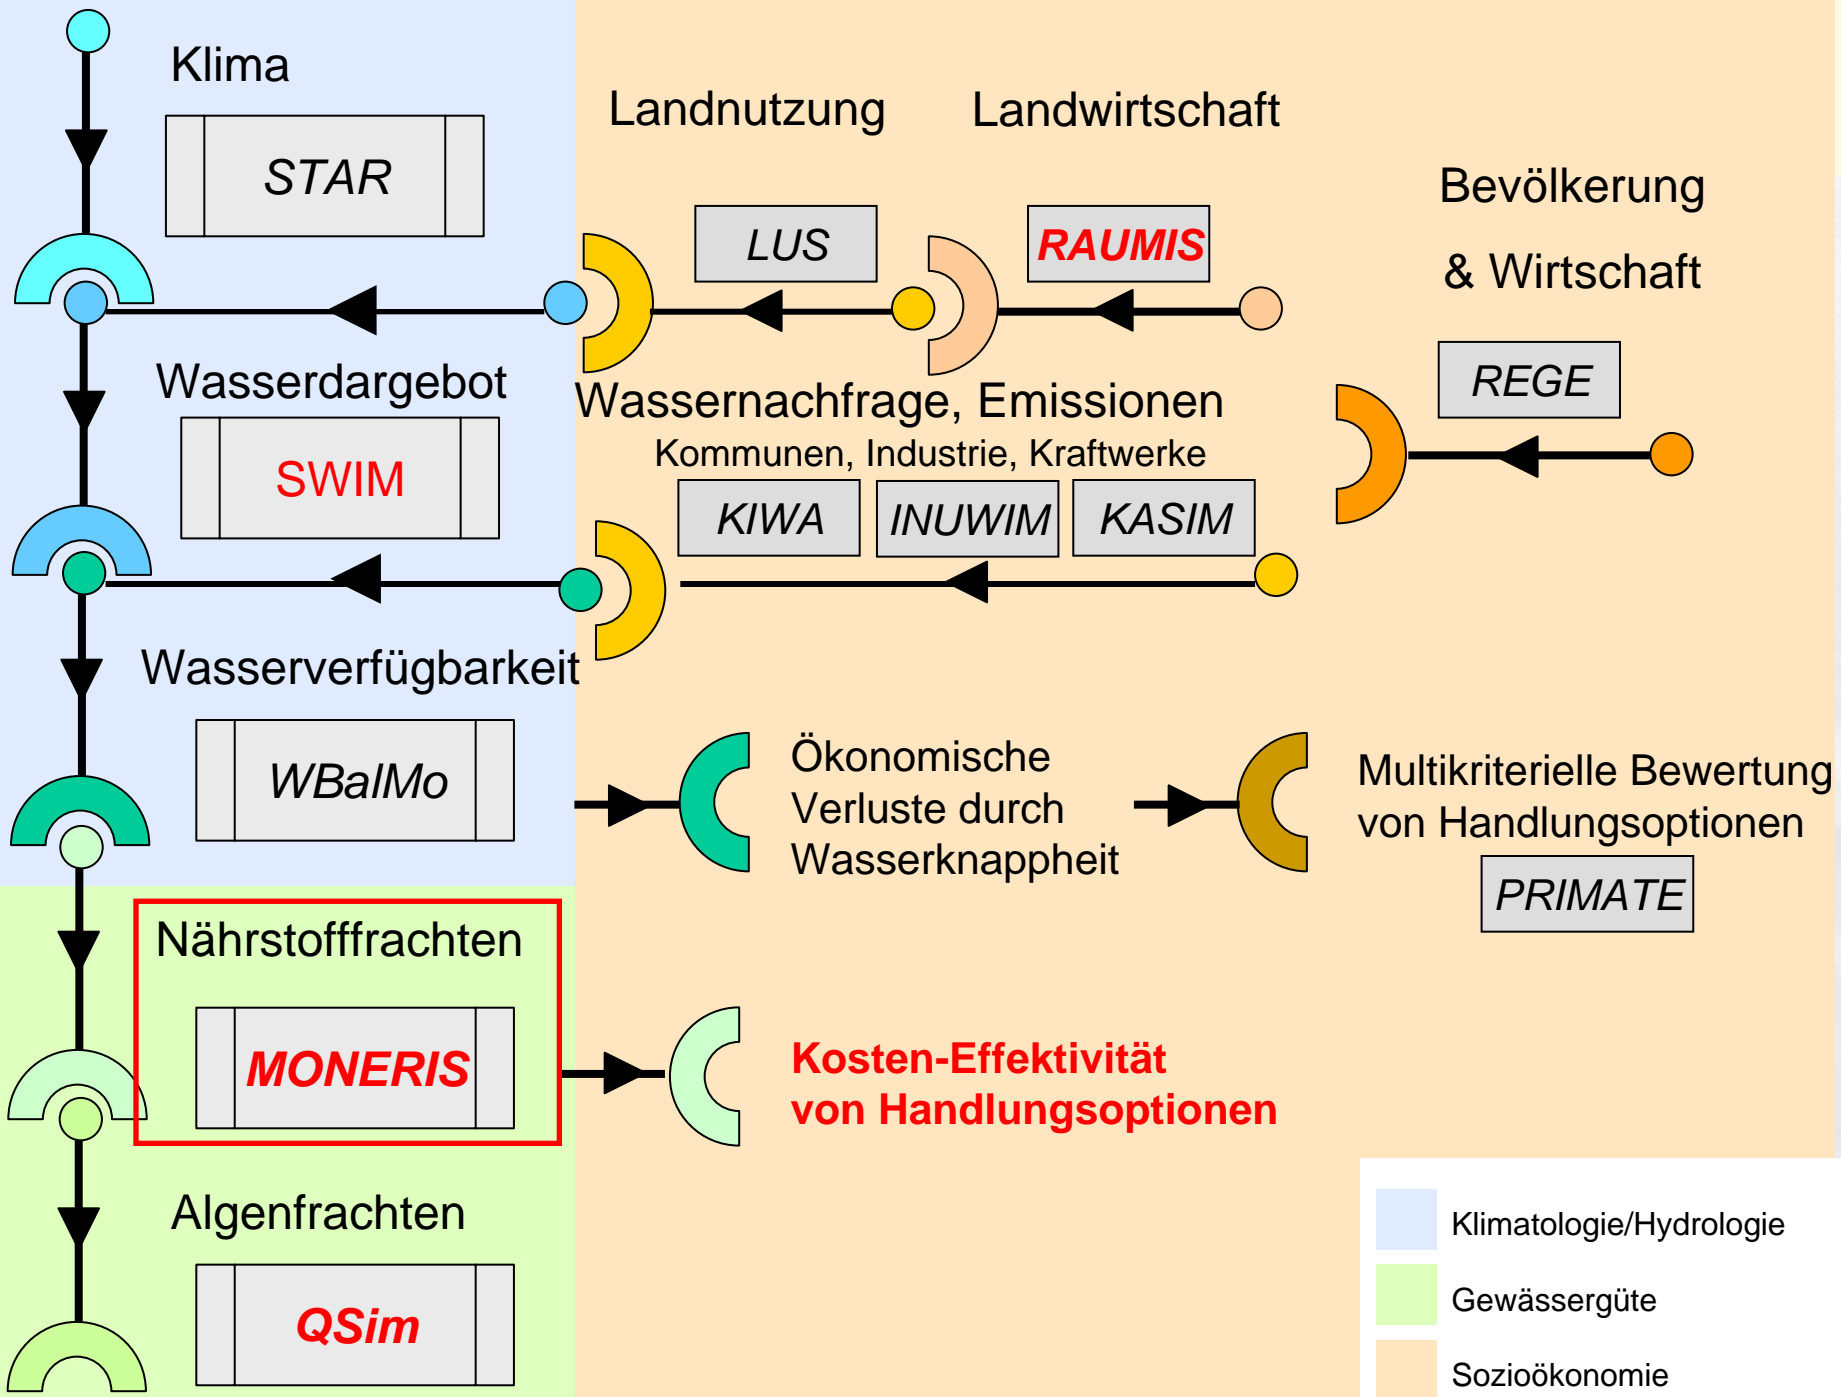 Klima
STAR
Landnutzung
Landwirtschaft
LUS
RAUMIS
Bevölkerung
& Wirtschaft
REGE
Wasserdargebot
SWIM
Wassernachfrage, Emissionen
Kommunen, Industrie, Kraftwerke
KIWA
INUWIM
KASIM
Wasserverfügbarkeit
WBalMo
Ökonomische
Verluste durch
Wasserknappheit
Multikriterielle Bewertung
von Handlungsoptionen
PRIMATE
Nährstofffrachten
MONERIS
Kosten-Effektivität
von Handlungsoptionen
Algenfrachten
QSim
Klimatologie/Hydrologie
Gewässergüte
Sozioökonomie